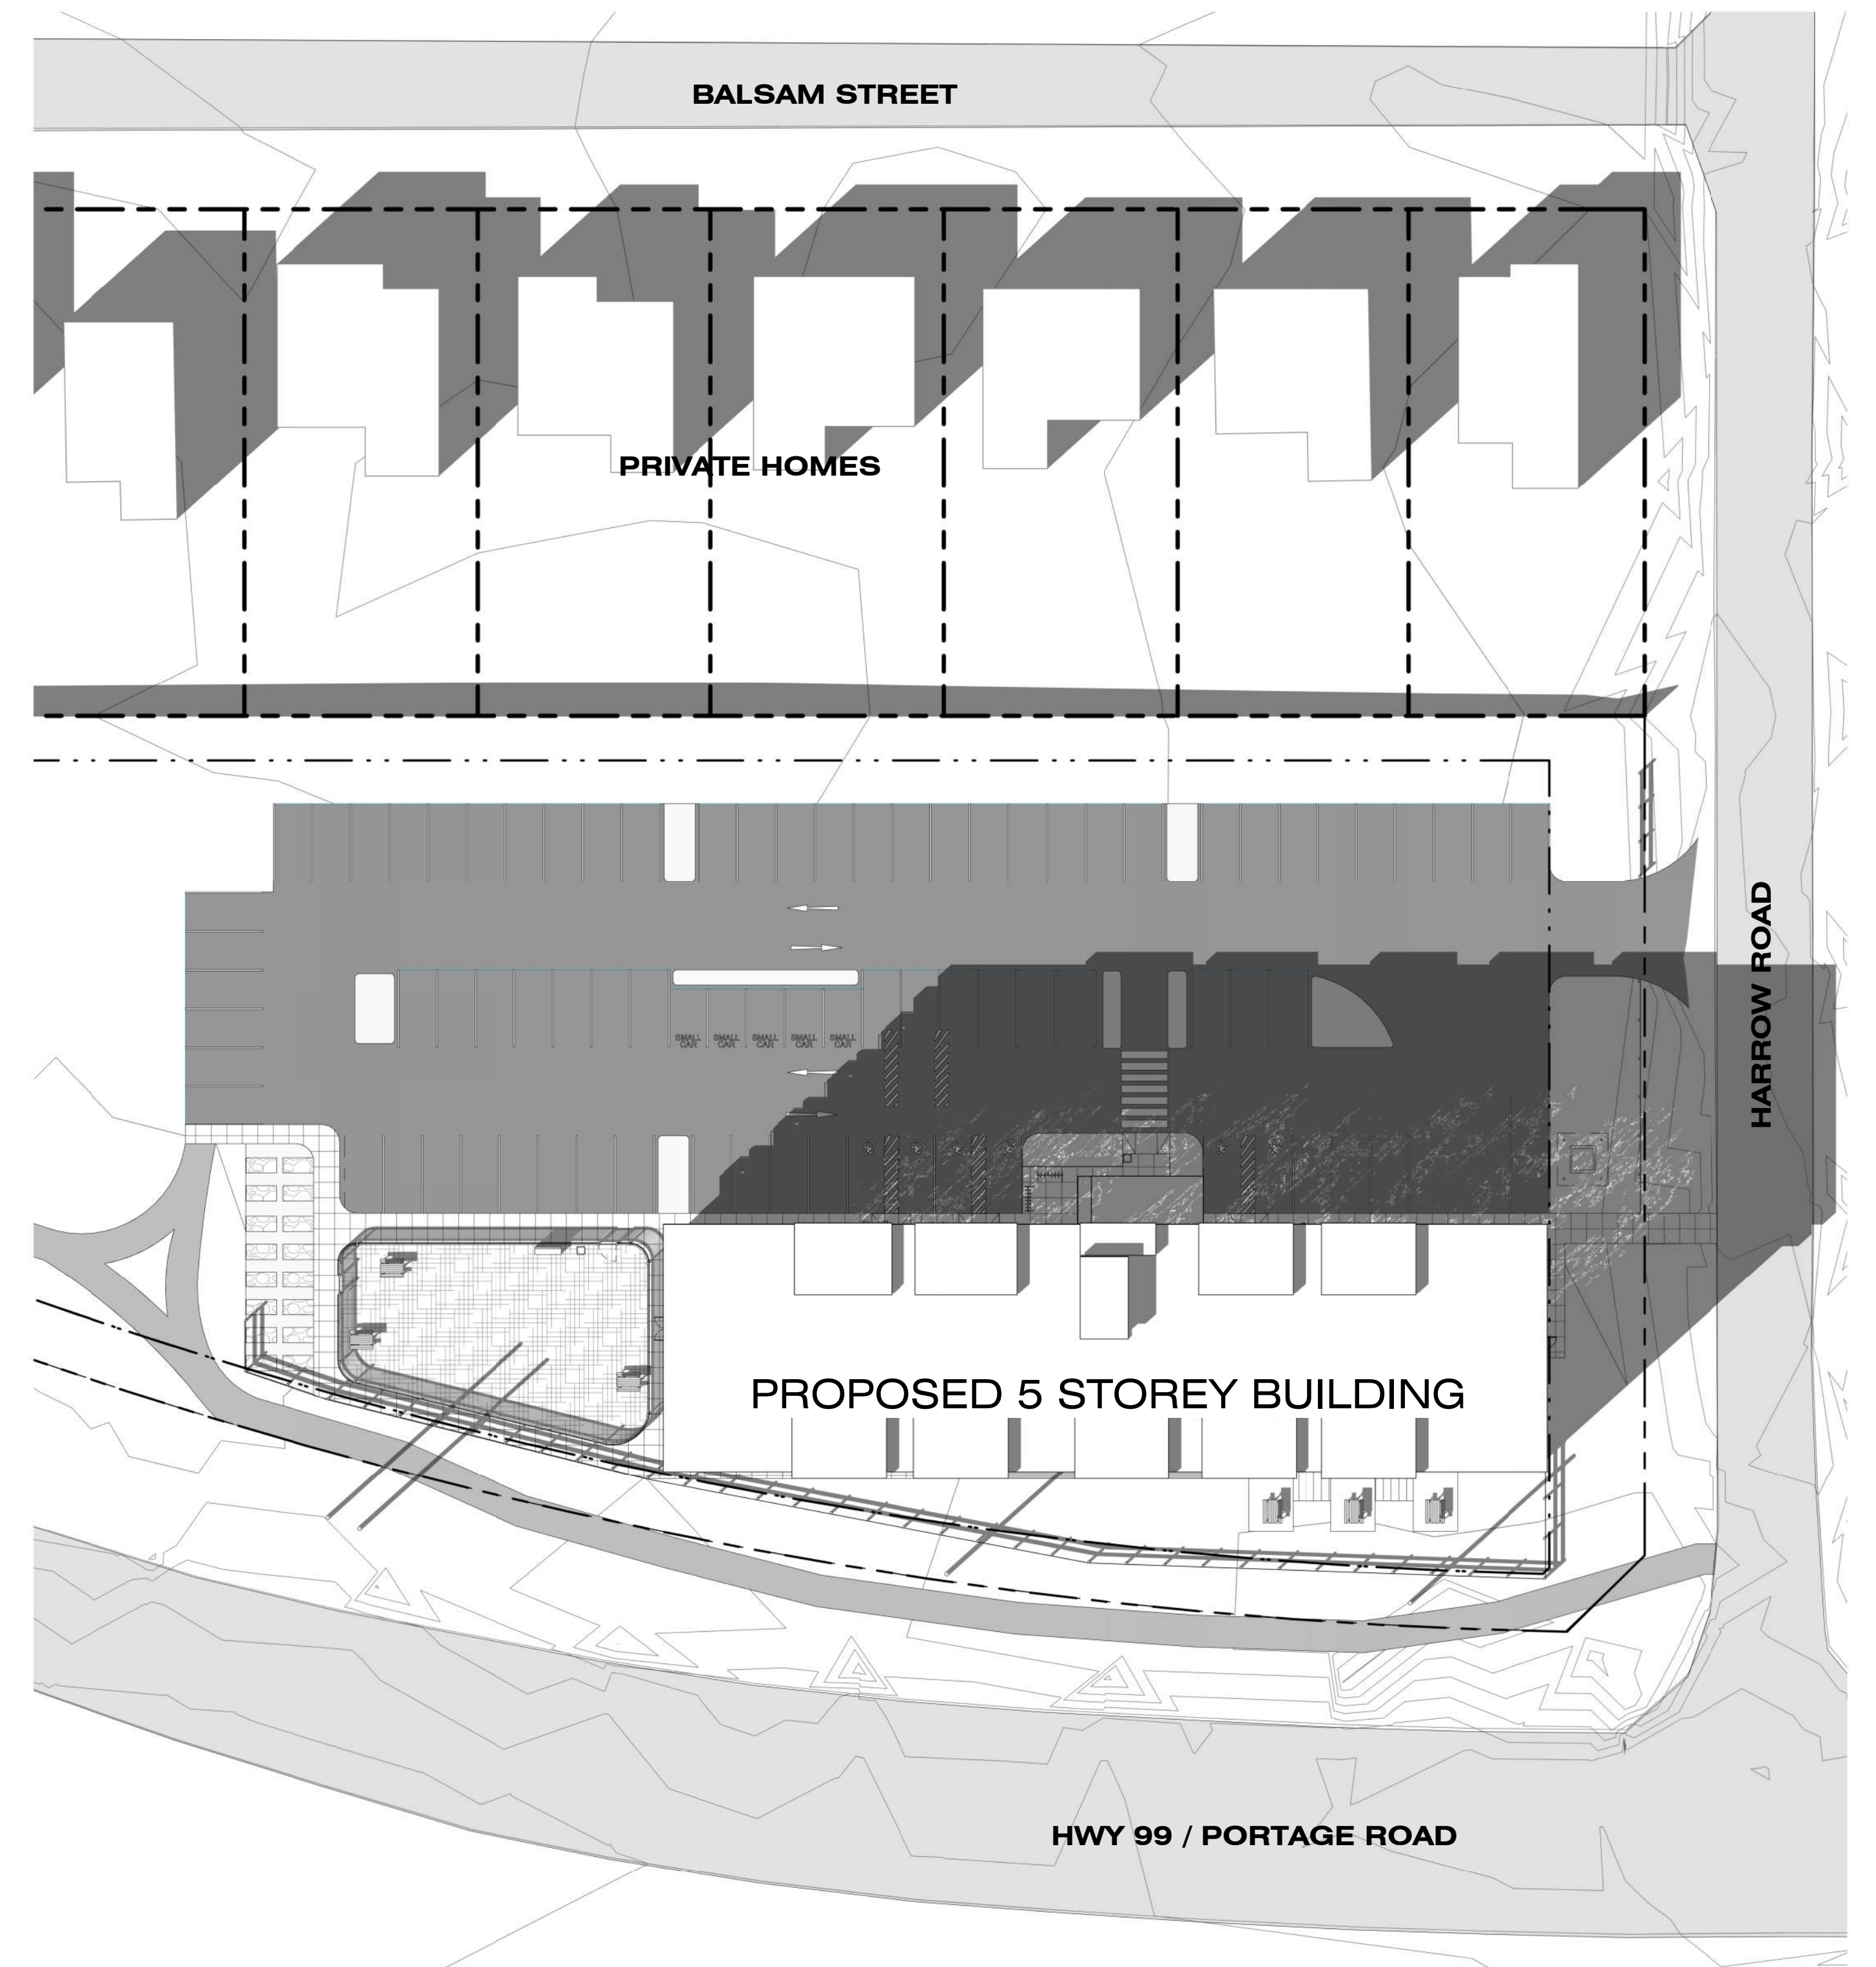 BALSAM STREET
PRIVATE HOMES
HARROW ROAD
SMALL CAR
SMALL CAR
SMALL CAR
SMALL CAR
SMALL CAR
PROPOSED 5 STOREY BUILDING
HWY 99 / PORTAGE ROAD